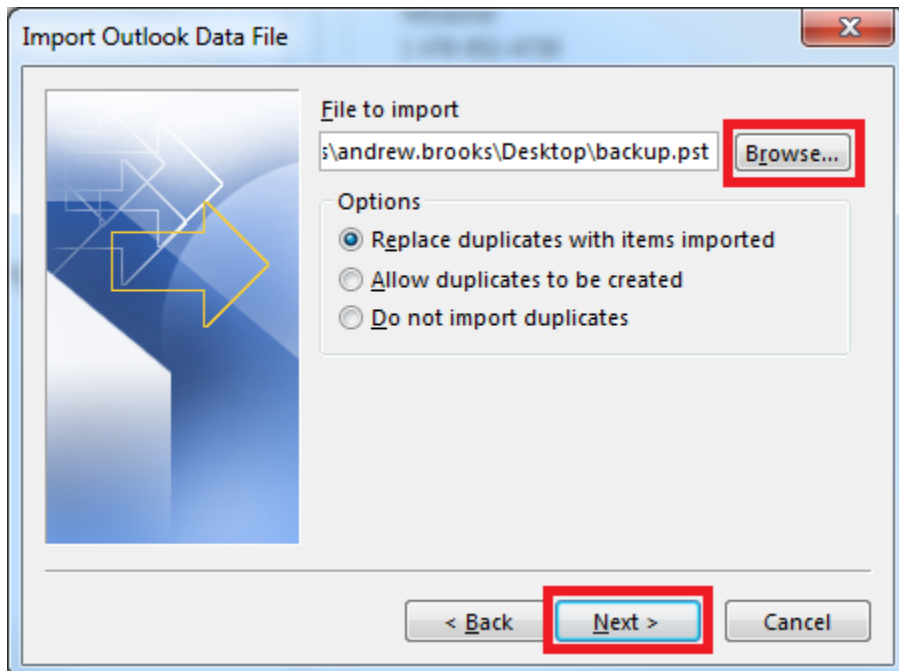 Import Outlook Data File
File to import
s\andrew.brooks\Desktop\backup.pst
Browse...
Options
Replace duplicates with items imported
Allow duplicates to be created
Do not import duplicates
< Back
Next >
Cancel